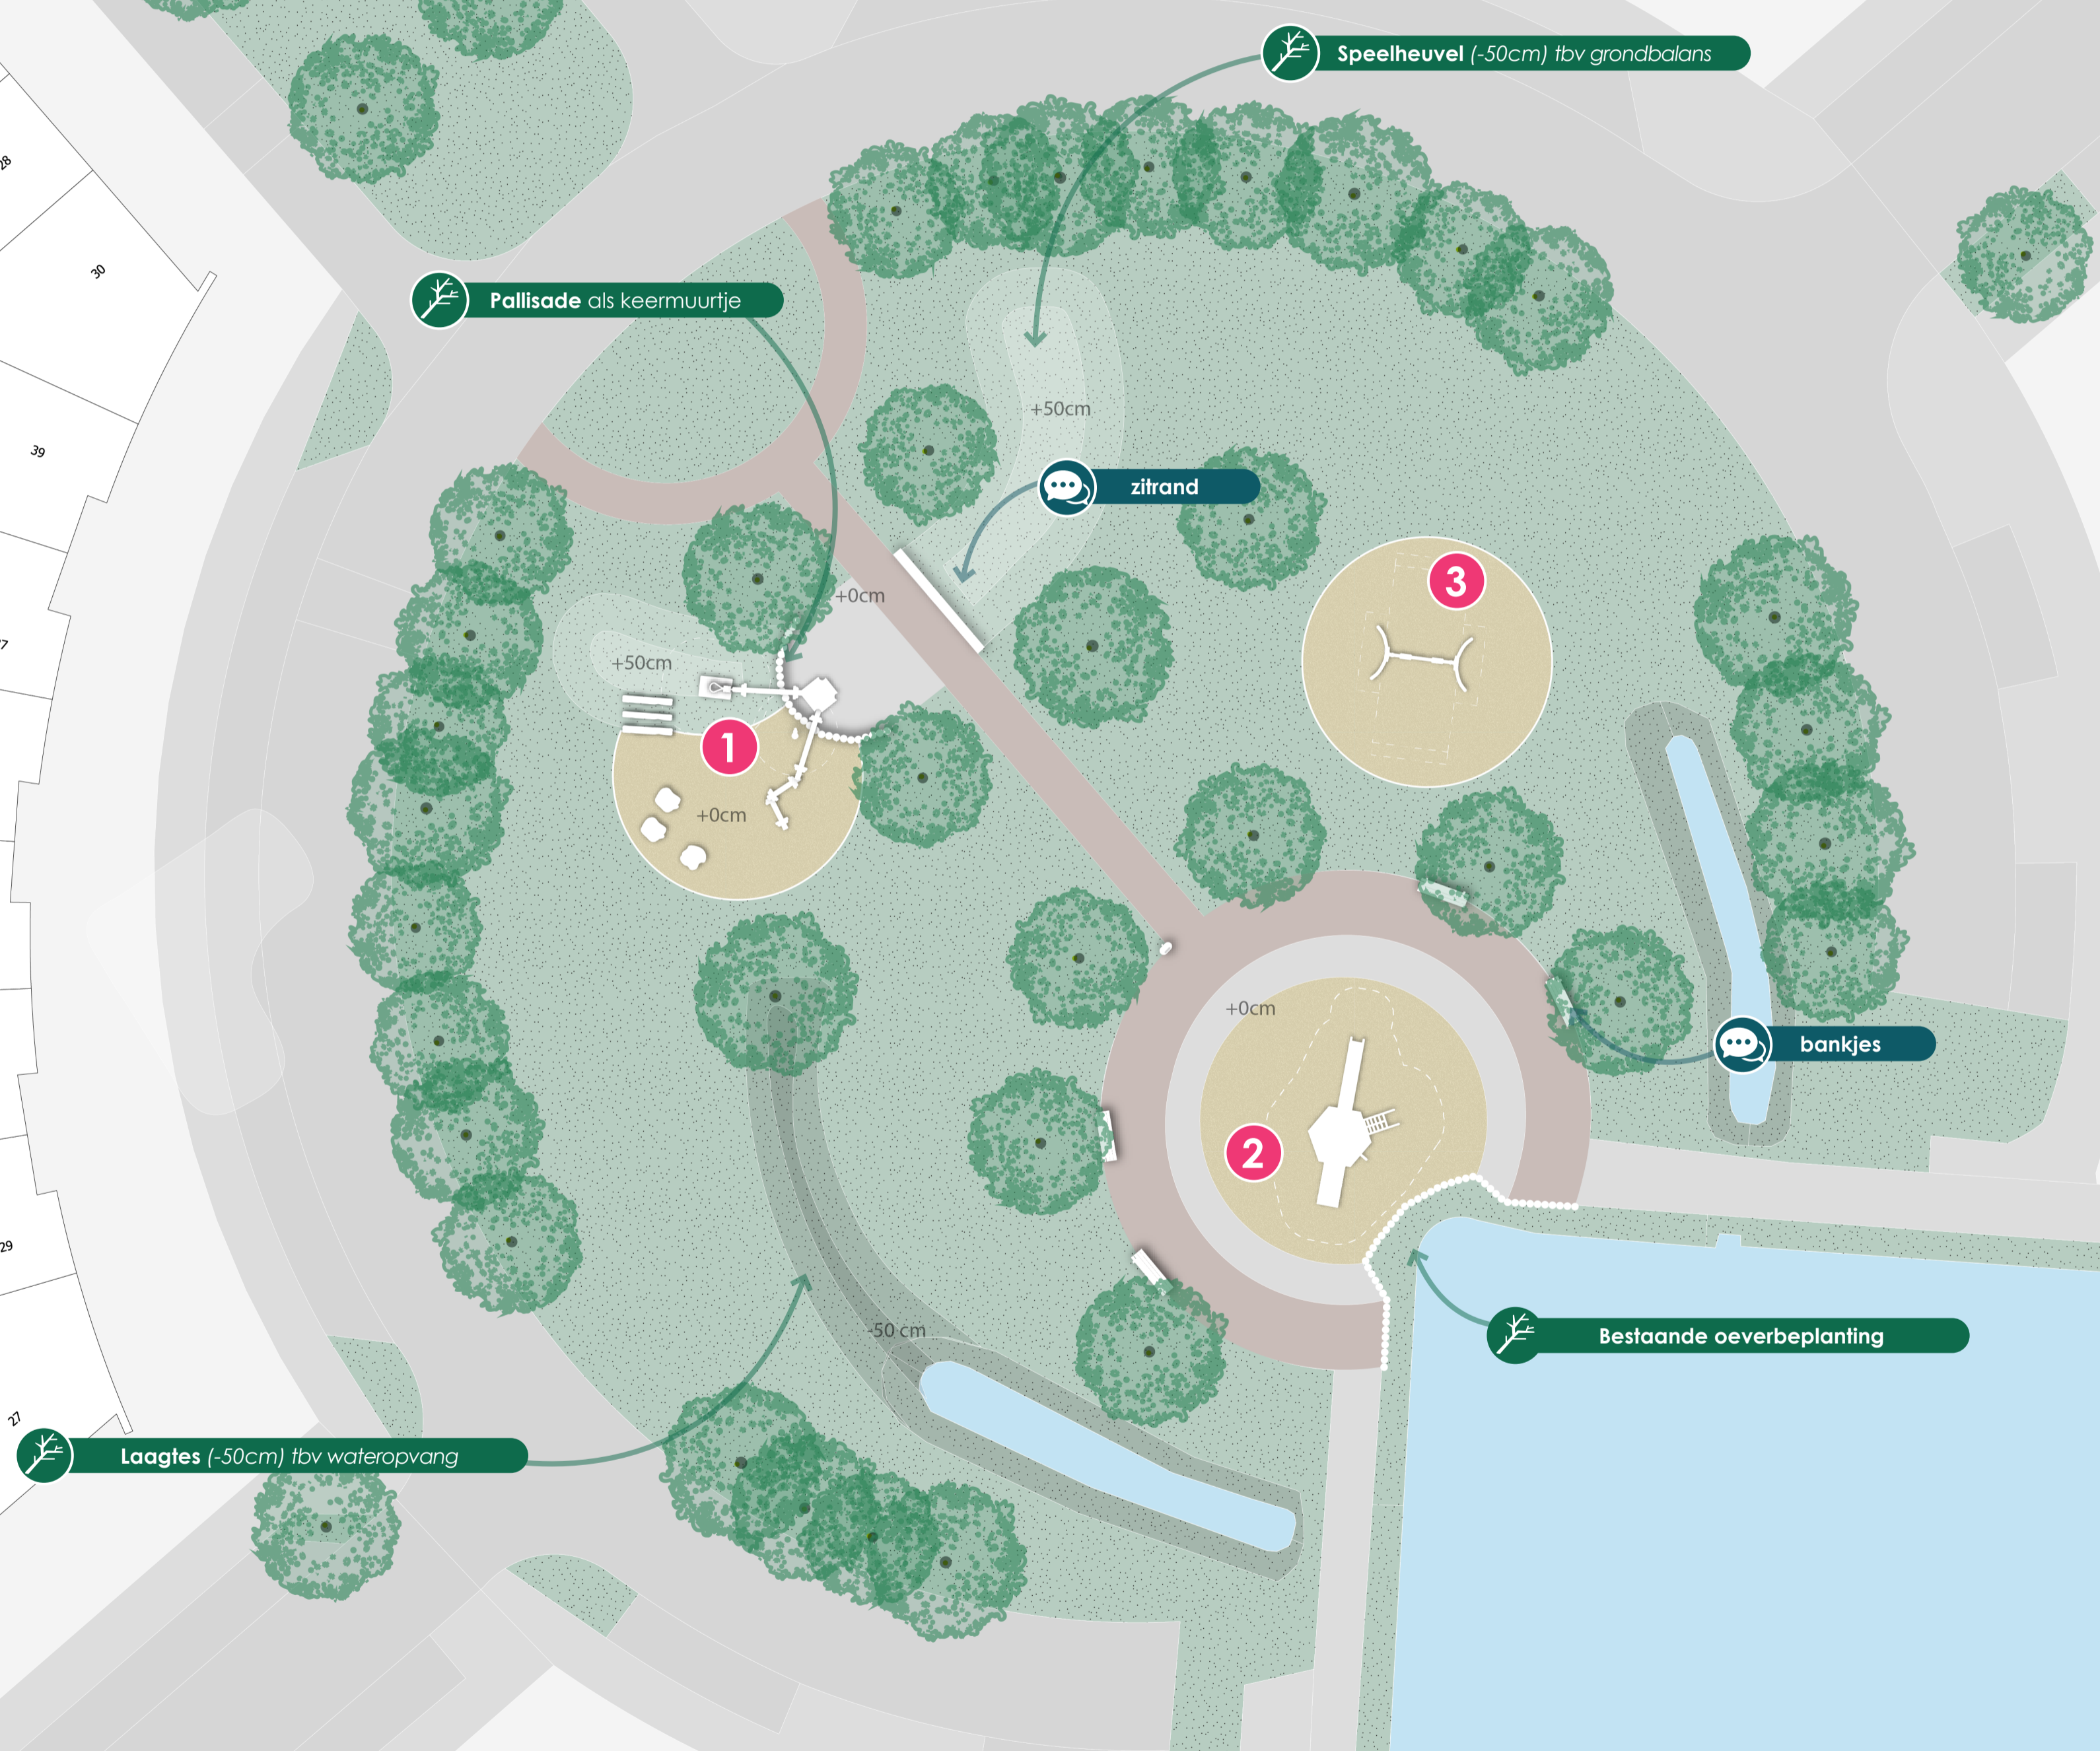 Speelheuvel (-50cm) tbv grondbalans
28
30
Pallisade als keermuurtje
+50cm
39
zitrand
3
+0cm
+50cm
1
+0cm
+0cm
bankjes
2
29
-50 cm
Bestaande oeverbeplanting
27
Laagtes (-50cm) tbv wateropvang